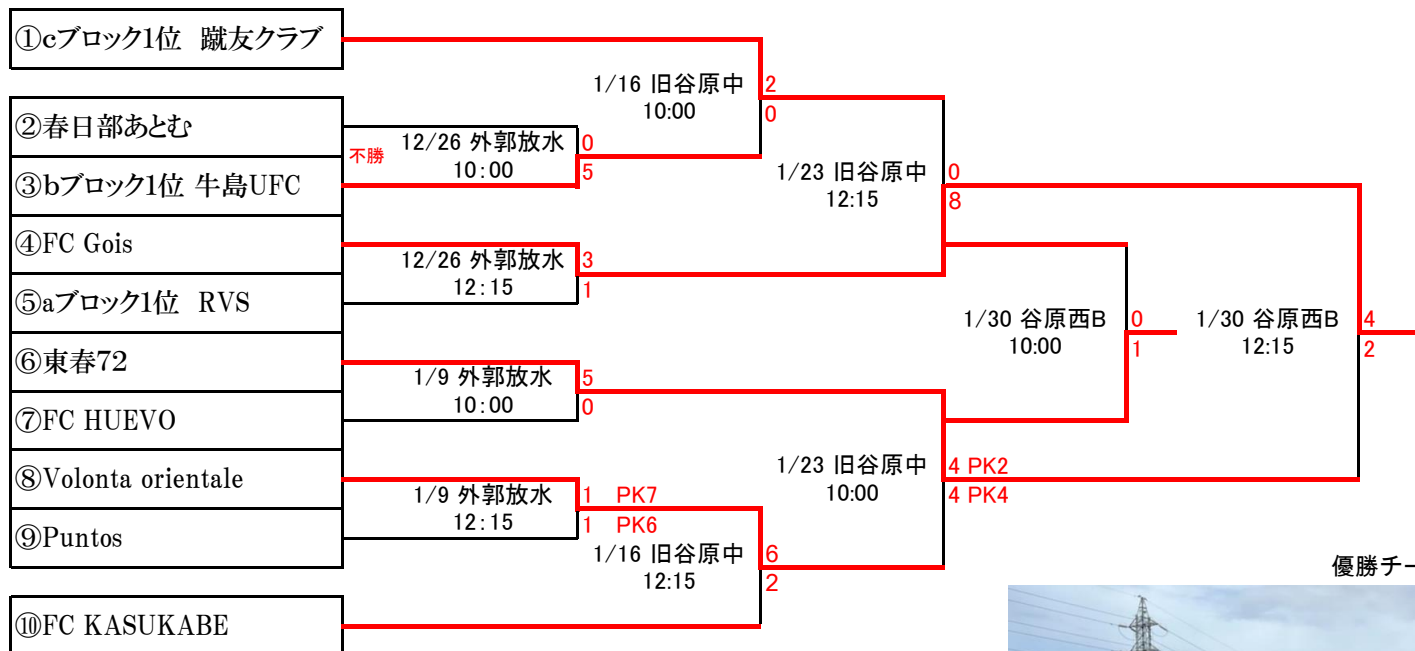 ①cブロック1位　蹴友クラブ
1/16 旧谷原中
10:00
2
0
②春日部あとむ
不勝
12/26 外郭放水
10:00
0
5
③bブロック1位 牛島UFC
1/23 旧谷原中
12:15
0
8
④FC Gois
12/26 外郭放水
12:15
3
1
⑤aブロック1位　RVS
1/30 谷原西B
10:00
0
1
1/30 谷原西B
12:15
4
2
⑥東春72
1/9 外郭放水
10:00
5
0
⑦FC HUEVO
⑧Volonta orientale
1/23 旧谷原中
10:00
4 PK2
4 PK4
1/9 外郭放水
12:15
1　PK7
1　PK6
⑨Puntos
1/16 旧谷原中
12:15
6
2
優勝チー
⑩FC KASUKABE